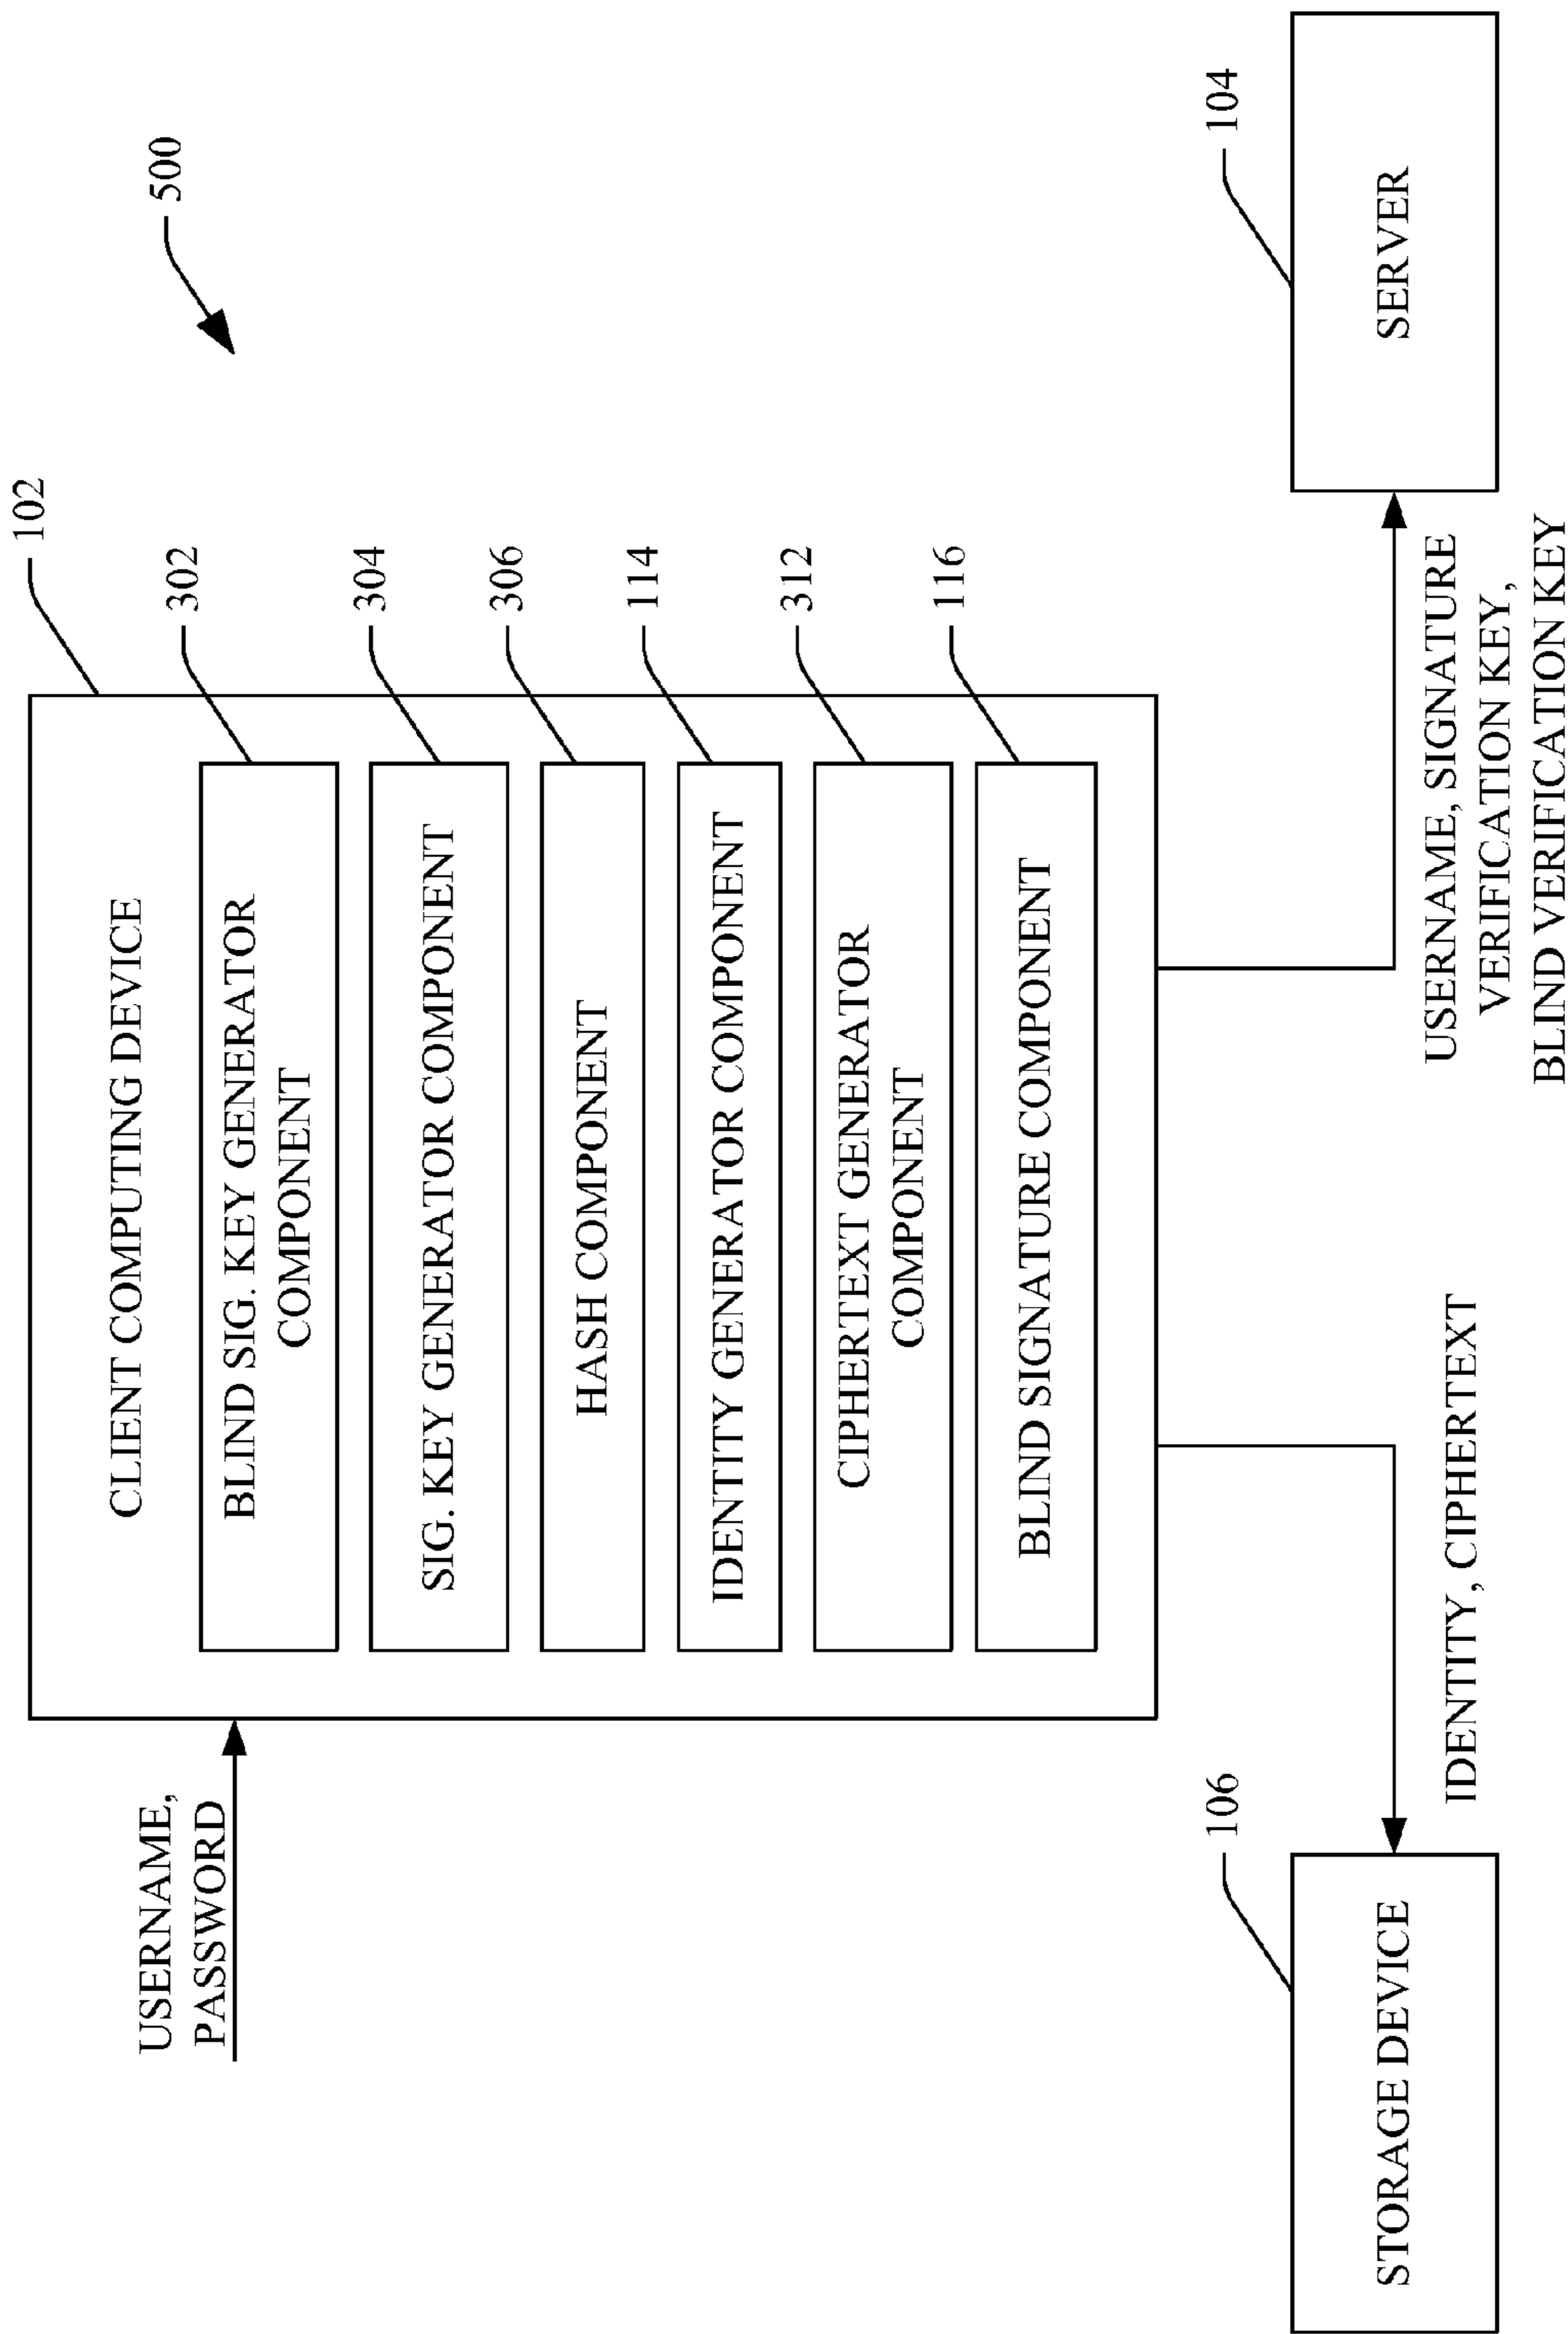 500
102
CLIENT COMPUTING DEVICE
USERNAME,
PASSWORD
302
BLIND SIG. KEY GENERATOR
COMPONENT
304
SIG. KEY GENERATOR COMPONENT
306
HASH COMPONENT
114
IDENTITY GENERATOR COMPONENT
312
CIPHERTEXT GENERATOR
COMPONENT
116
BLIND SIGNATURE COMPONENT
106
STORAGE DEVICE
IDENTITY, CIPHERTEXT
104
SERVER
USERNAME, SIGNATURE
VERIFICATION KEY,
BLIND VERIFICATION KEY